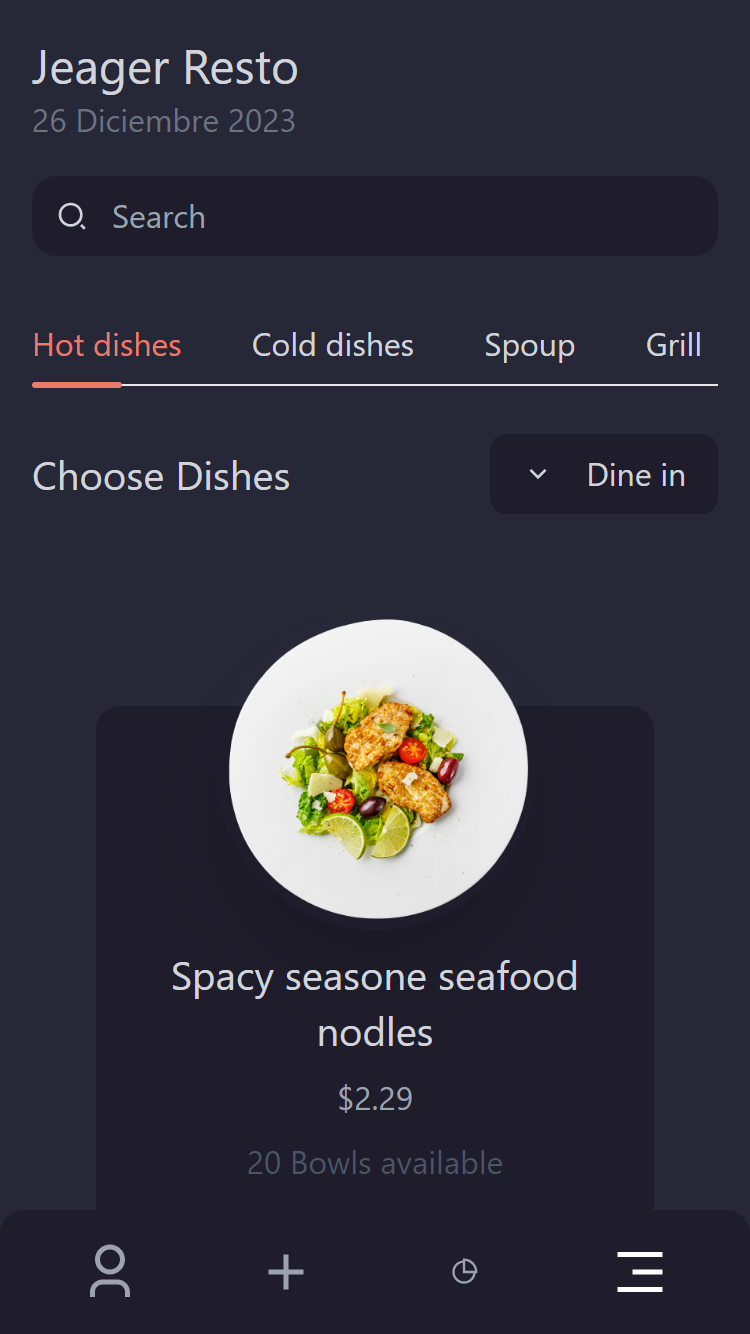 Jeager Resto
26 Diciembre 2023
Search
Hot dishes Cold dishes Spoup Grill
Choose Dishes
Dine in
Spacy seasone seafood
nodles
$2.29
20 Bowls available